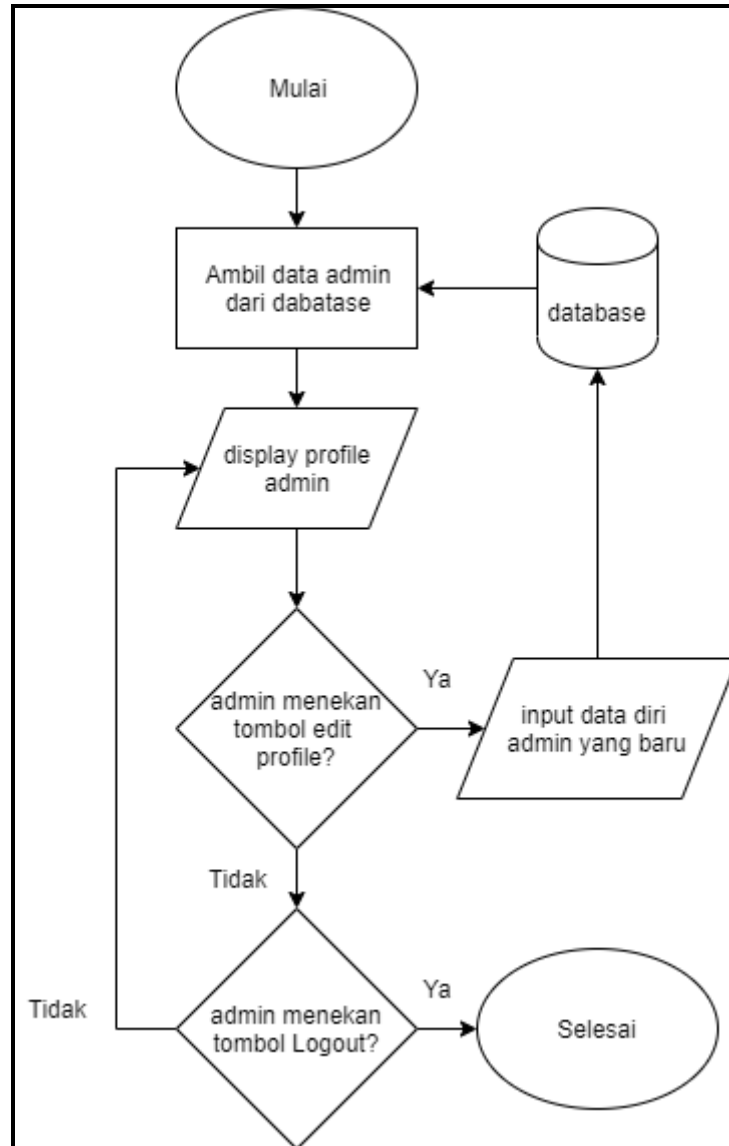 Mulai
Ambil data admin
dari dabatase
database
display profile
admin
admin menekan
tombol edit
profile?
Ya
input data diri
admin yang baru
Tidak
admin menekan
tombol Logout?
Ya
Selesai
Tidak